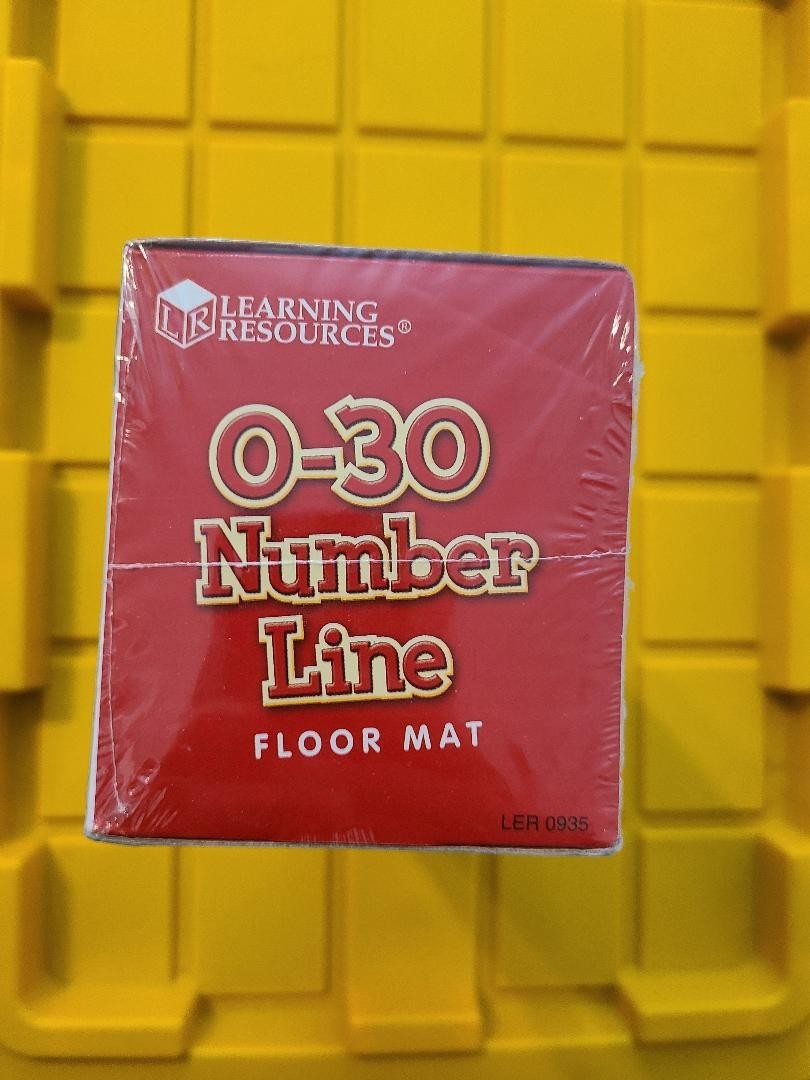 LR
LEARNING
RESOURCES®
0-30
Number
Line
FLOOR MAT
LER 0935